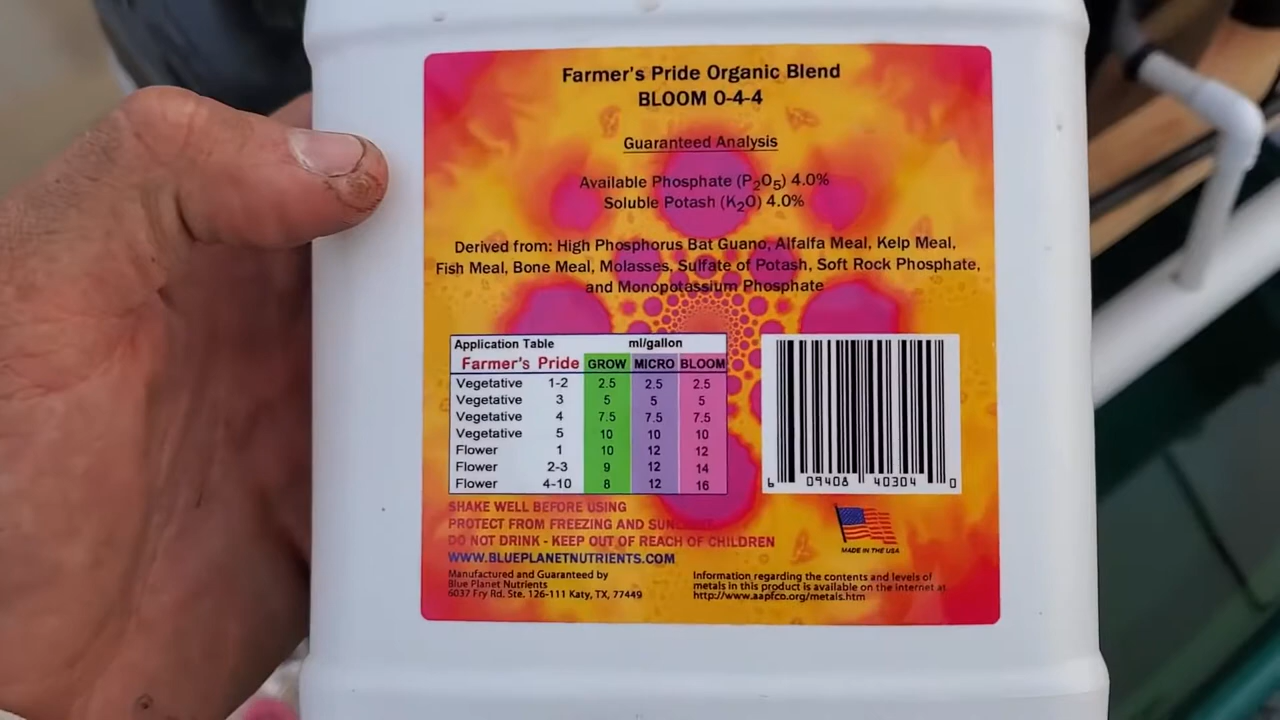 Farmer's Pride Organic Blend
BLOOM 0-4-4
Guaranteed Analysis
Available Phosphate (P₂O₅) 4.0%
Soluble Potash (K₂O) 4.0%
Derived from: High Phosphorus Bat Guano, Alfalfa Meal, Kelp Meal,
Fish Meal, Bone Meal, Molasses, Sulfate of Potash, Soft Rock Phosphate,
and Monopotassium Phosphate
Application Table ml/gallon
Farmer's Pride GROW MICRO BLOOM
Vegetative 1-2 2.5 2.5 2.5
Vegetative 3 5 5 5
Vegetative 4 7.5 7.5 7.5
Vegetative 5 10 10 10
Flower 1 10 12 12
Flower 2-3 9 12 14
Flower 4-10 8 12 16
6 09408 40304 0
SHAKE WELL BEFORE USING
PROTECT FROM FREEZING AND SUNLIGHT
DO NOT DRINK - KEEP OUT OF REACH OF CHILDREN
WWW.BLUEPLANETNUTRIENTS.COM
MADE IN THE USA
Manufactured and Guaranteed by
Blue Planet Nutrients
6037 Fry Rd. Ste. 126-111 Katy, TX, 77449
Information regarding the contents and levels of
metals in this product is available on the internet at
http://www.aapfco.org/metals.htm